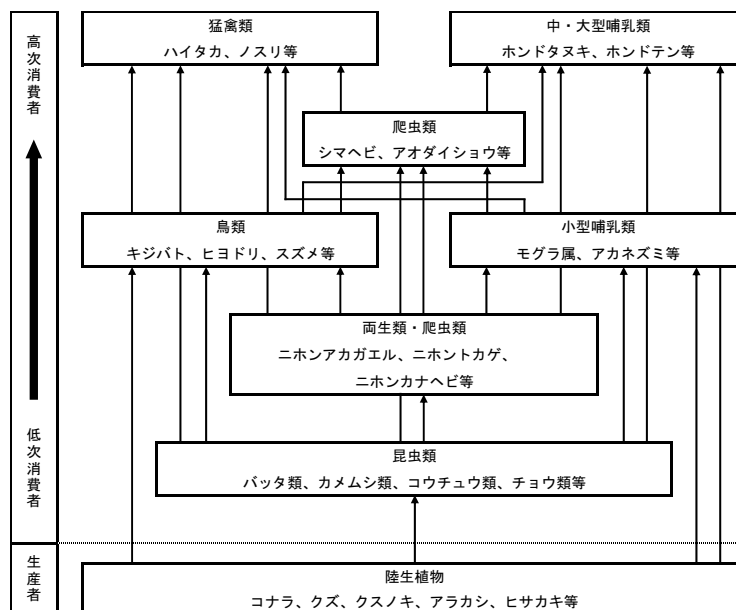 高次消費者
低次消費者
生産者
猛禽類
ハイタカ、ノスリ等
中・大型哺乳類
ホンドタヌキ、ホンドテン等
爬虫類
シマヘビ、アオダイショウ等
鳥類
キジバト、ヒヨドリ、スズメ等
小型哺乳類
モグラ属、アカネズミ等
両生類・爬虫類
ニホンアカガエル、ニホントカゲ、
ニホンカナヘビ等
昆虫類
バッタ類、カメムシ類、コウチュウ類、チョウ類等
陸生植物
コナラ、クズ、クスノキ、アラカシ、ヒサカキ等